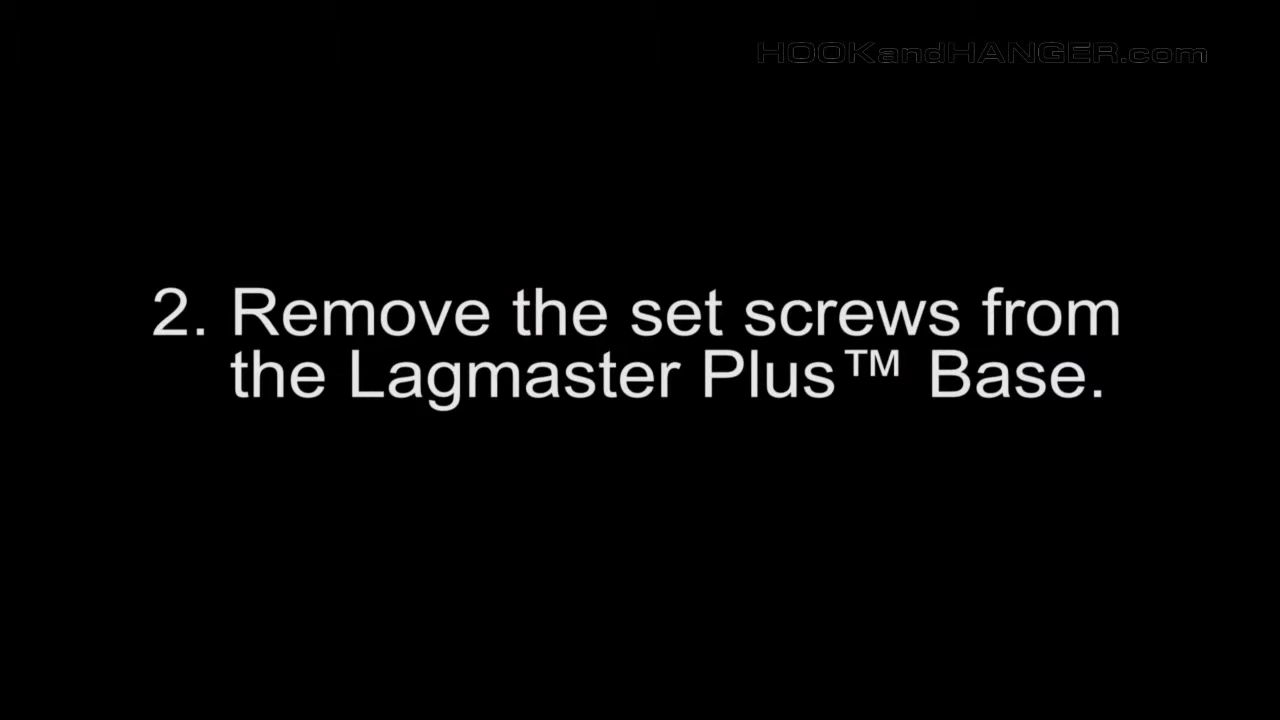 HOOKandHANGER.com
2. Remove the set screws from
the Lagmaster Plus™ Base.